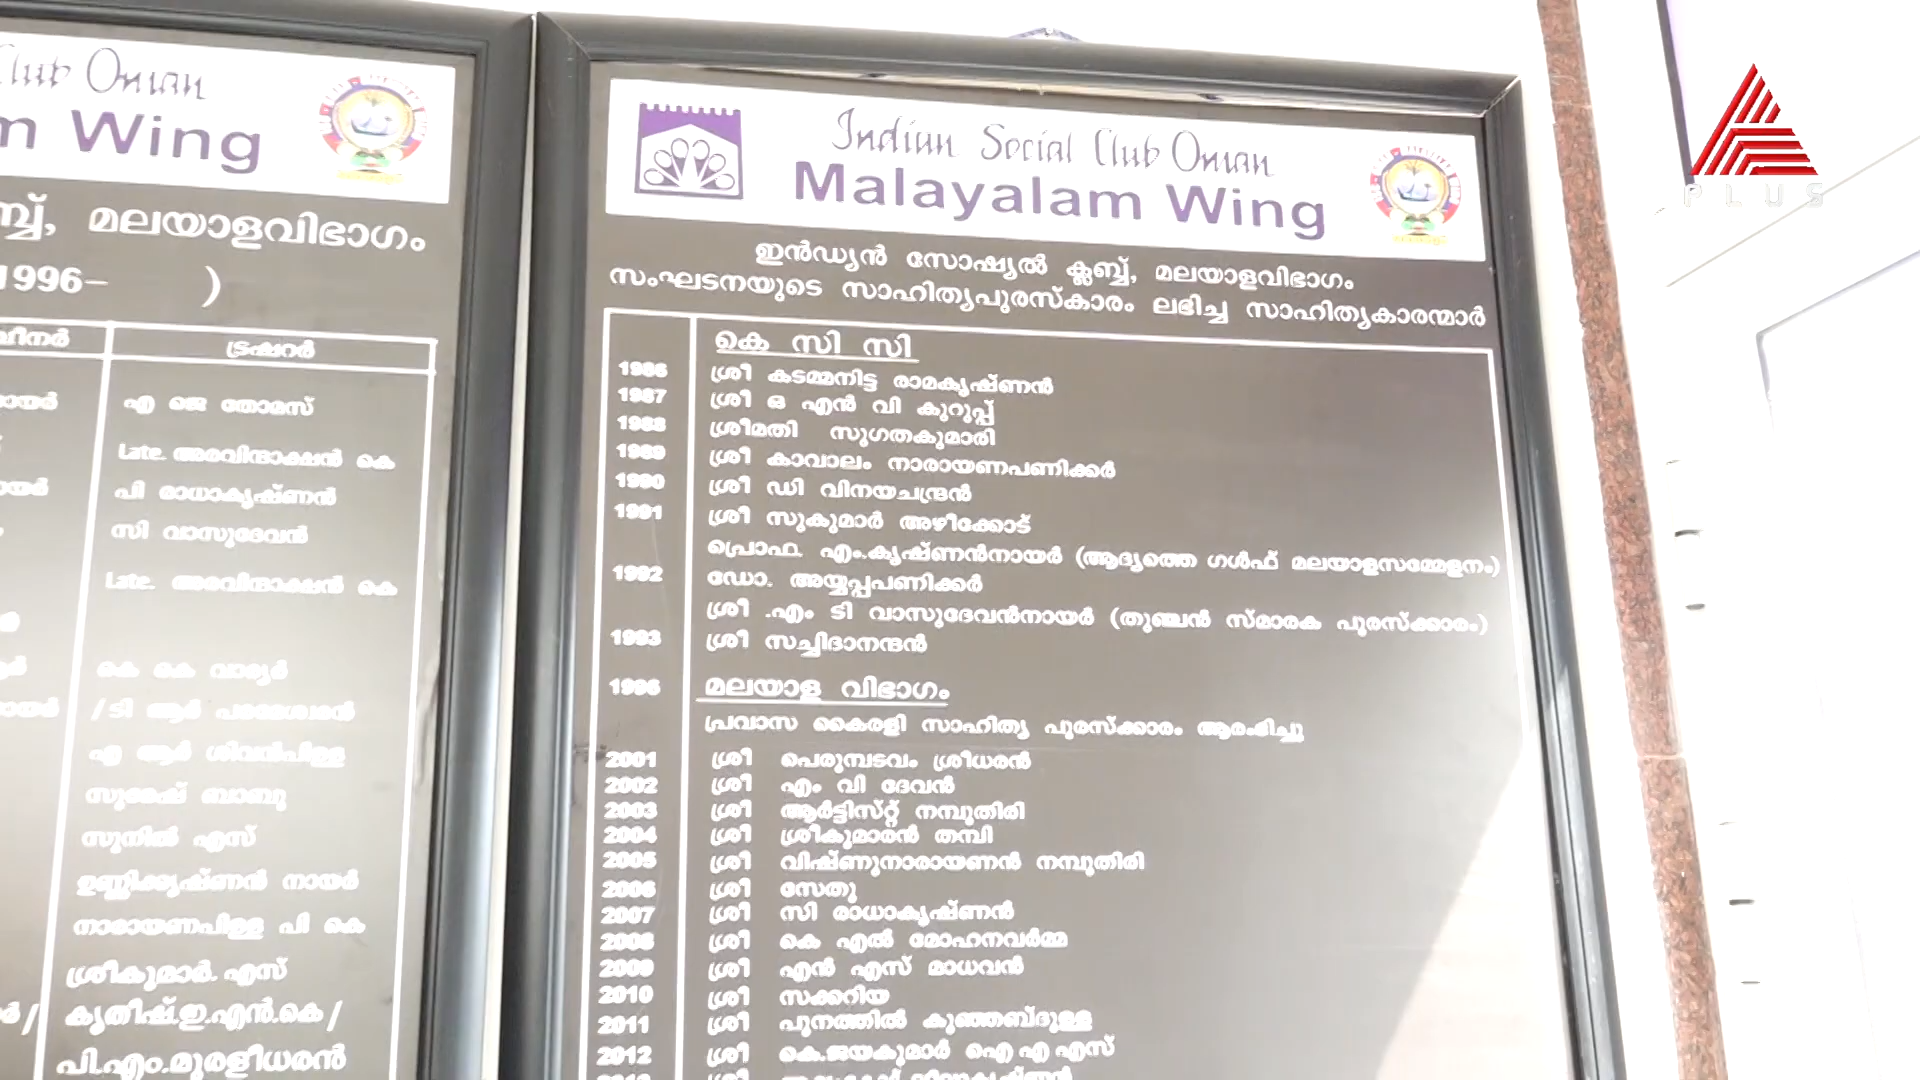 Club Oman
m Wing
ബ്ബ്, മലയാളവിഭാഗം
1996- )
ട്രഷറർ
എ ജെ തോമസ്
Late. അരവിന്ദാക്ഷൻ കെ
പി രാധാകൃഷ്ണൻ
സി വാസുദേവൻ
Late. അരവിന്ദാക്ഷൻ കെ
കെ കെ വാര്യർ
/ടി ആർ പരമേശ്വരൻ
എ ആർ ശിവൻപിള്ള
സുരേഷ് ബാബു
സുനിൽ എസ്
ഉണ്ണിക്കൃഷ്ണൻ നായർ
നാരായണപിള്ള പി കെ
ശ്രീകുമാർ. എസ്
കൃതീഷ്.ഇ.എൻ.കെ/
പി.എം.മുരളീധരൻ
Indian Social Club Oman
Malayalam Wing
ഇൻഡ്യൻ സോഷ്യൽ ക്ലബ്ബ്, മലയാളവിഭാഗം
സംഘടനയുടെ സാഹിത്യപുരസ്കാരം ലഭിച്ച സാഹിത്യകാരന്മാർ
കെ സി സി
1986 ശ്രീ കടമ്മനിട്ട രാമകൃഷ്ണൻ
1987 ശ്രീ ഒ എൻ വി കുറുപ്പ്
1988 ശ്രീമതി സുഗതകുമാരി
1989 ശ്രീ കാവാലം നാരായണപണിക്കർ
1990 ശ്രീ ഡി വിനയചന്ദ്രൻ
1991 ശ്രീ സുകുമാർ അഴീക്കോട്
പ്രൊഫ. എം.കൃഷ്ണൻനായർ (ആദ്യത്തെ ഗൾഫ് മലയാളസമ്മേളനം)
1992 ഡോ. അയ്യപ്പപണിക്കർ
ശ്രീ .എം ടി വാസുദേവൻനായർ (തുഞ്ചൻ സ്മാരക പുരസ്ക്കാരം)
1993 ശ്രീ സച്ചിദാനന്ദൻ
1996 മലയാള വിഭാഗം
പ്രവാസ കൈരളി സാഹിത്യ പുരസ്ക്കാരം ആരംഭിച്ചു
2001 ശ്രീ പെരുമ്പടവം ശ്രീധരൻ
2002 ശ്രീ എം വി ദേവൻ
2003 ശ്രീ ആർട്ടിസ്റ്റ് നമ്പൂതിരി
2004 ശ്രീ ശ്രീകുമാരൻ തമ്പി
2005 ശ്രീ വിഷ്ണുനാരായണൻ നമ്പൂതിരി
2006 ശ്രീ സേതു
2007 ശ്രീ സി രാധാകൃഷ്ണൻ
2008 ശ്രീ കെ എൽ മോഹനവർമ്മ
2009 ശ്രീ എൻ എസ് മാധവൻ
2010 ശ്രീ സക്കറിയ
2011 ശ്രീ പുനത്തിൽ കുഞ്ഞബ്ദുള്ള
2012 ശ്രീ കെ.ജയകുമാർ ഐ എ എസ്
PLUS